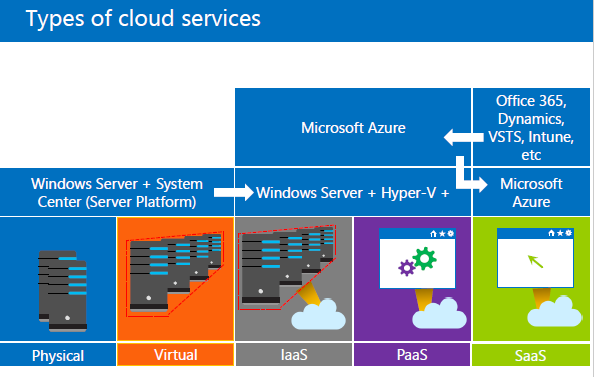 Types of cloud services
Microsoft Azure
Office 365,
Dynamics,
VSTS, Intune,
etc
Windows Server + System
Center (Server Platform)
Windows Server + Hyper-V +
Microsoft
Azure
Physical
Virtual
IaaS
PaaS
SaaS